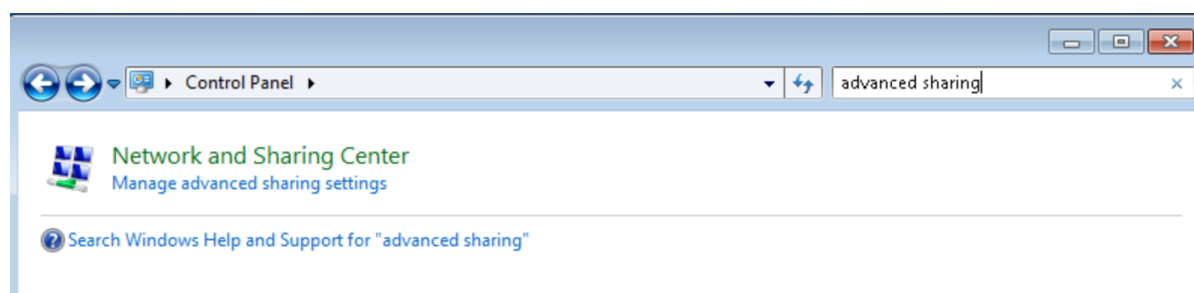 Control Panel
advanced sharing
Network and Sharing Center
Manage advanced sharing settings
Search Windows Help and Support for "advanced sharing"